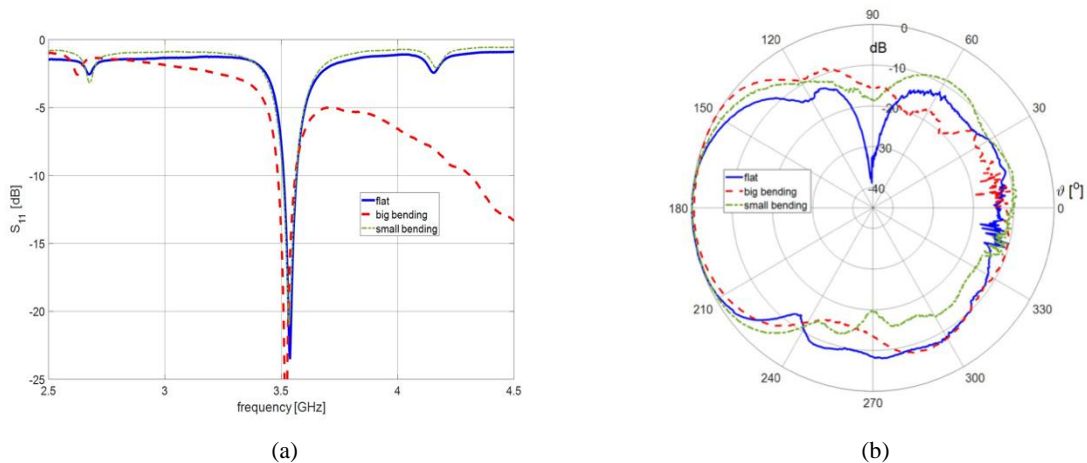 0
-5
-10
-15
-20
-25
S11 [dB]
flat
big bending
small bending
2.5
3
3.5
4
4.5
frequency [GHz]
(a)
90
0
120
60
dB
-10
150
-20
30
-30
-40
flat
big bending
small bending
ϑ [°]
180
0
210
330
240
300
270
(b)